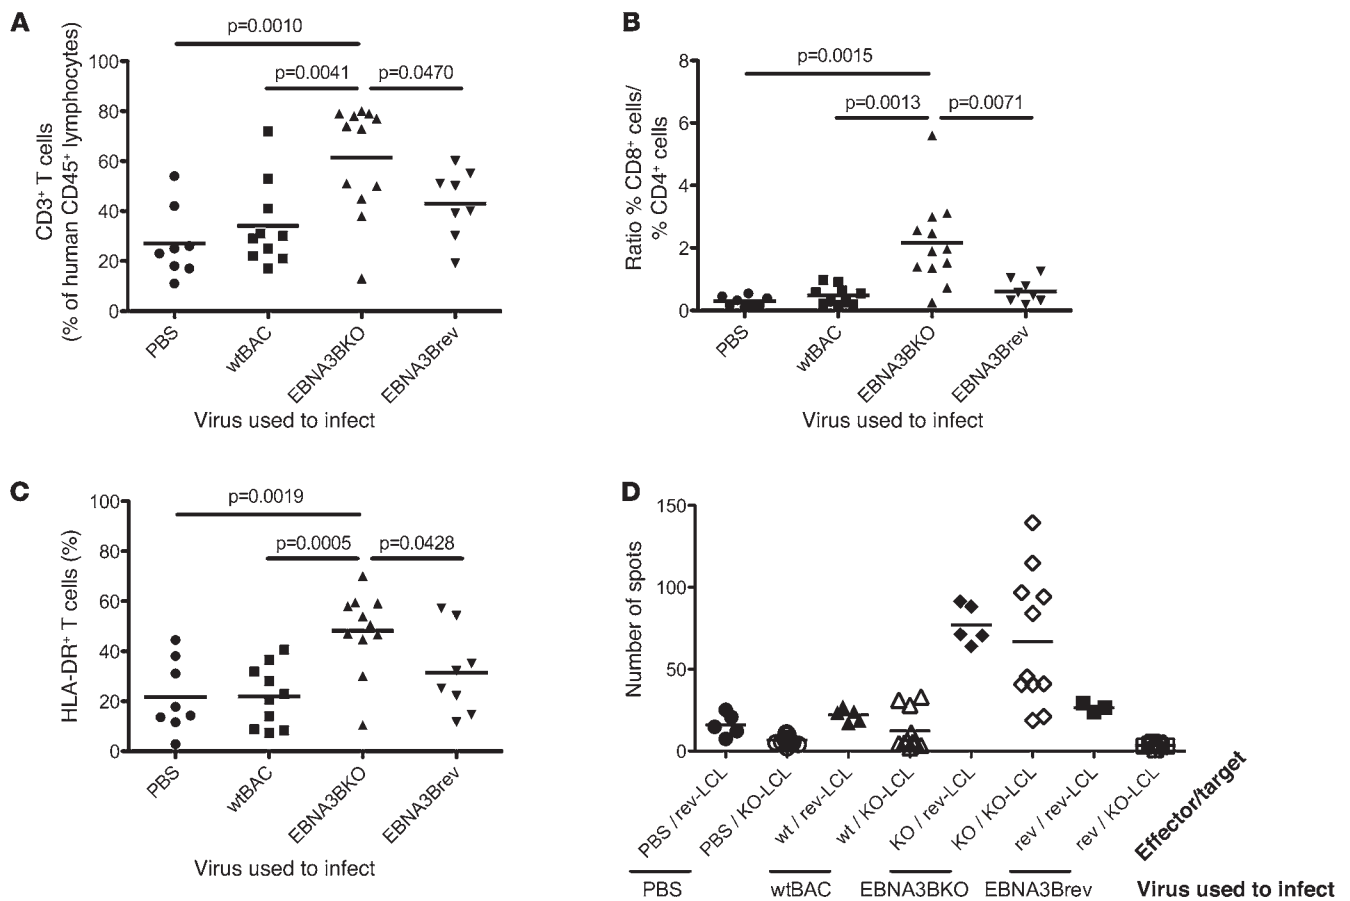 A
p=0.0010
p=0.0041
p=0.0470
CD3+ T cells
(% of human CD45+ lymphocytes)
100
80
60
40
20
0
PBS
wtBAC
EBNA3BKO
EBNA3Brev
Virus used to infect
B
p=0.0015
p=0.0013
p=0.0071
Ratio % CD8+ cells/
% CD4+ cells
8
6
4
2
0
PBS
wtBAC
EBNA3BKO
EBNA3Brev
Virus used to infect
C
p=0.0019
p=0.0005
p=0.0428
HLA-DR+ T cells (%)
100
80
60
40
20
0
PBS
wtBAC
EBNA3BKO
EBNA3Brev
Virus used to infect
D
Number of spots
150
100
50
0
PBS / rev-LCL
PBS / KO-LCL
wt / rev-LCL
wt / KO-LCL
KO / rev-LCL
KO / KO-LCL
rev / rev-LCL
rev / KO-LCL
Effector/target
PBS
wtBAC
EBNA3BKO
EBNA3Brev
Virus used to infect